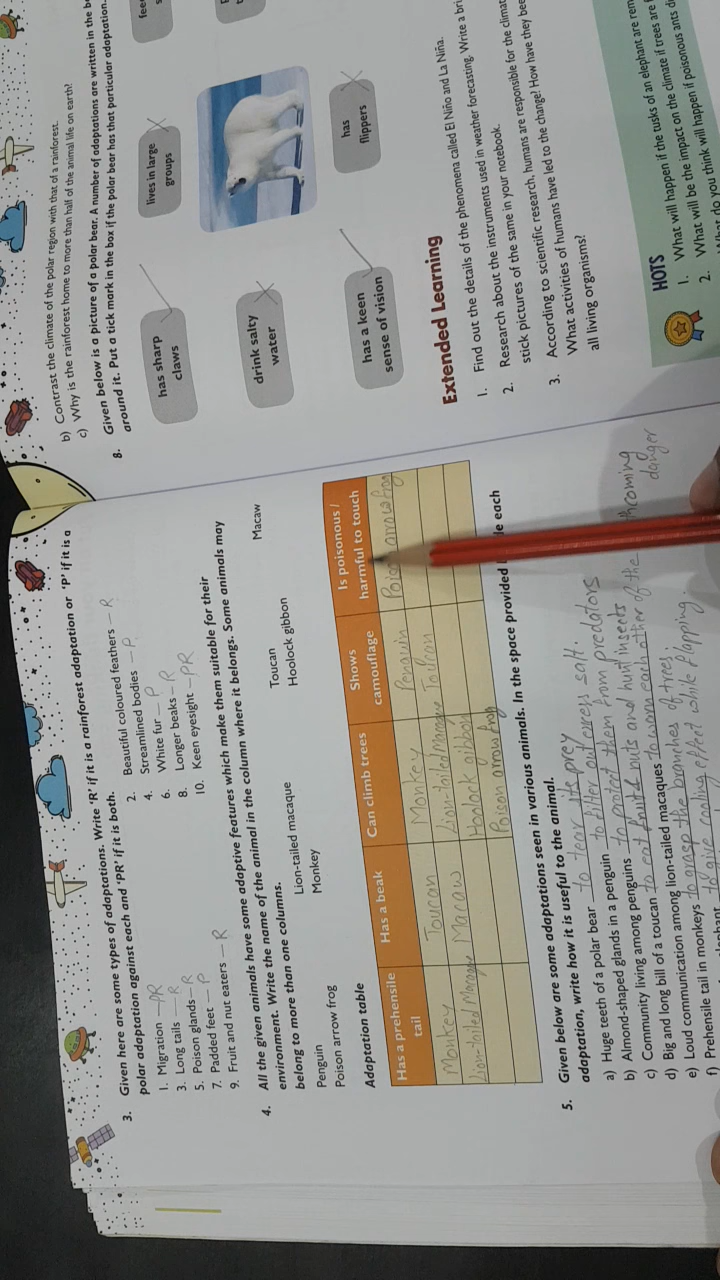 3. Given here are some types of adaptations. Write 'R' if it is a rainforest adaptation or 'P' if it is a
polar adaptation against each and 'PR' if it is both.
1. Migration — PR
2. Beautiful coloured feathers — R
3. Long tails — R
4. Streamlined bodies — P
5. Poison glands — R
6. White fur — P
7. Padded feet — P
8. Longer beaks — R
9. Fruit and nut eaters — R
10. Keen eyesight — PR
4. All the given animals have some adaptive features which make them suitable for their
environment. Write the name of the animal in the column where it belongs. Some animals may
belong to more than one columns.
Penguin Lion-tailed macaque Toucan Macaw
Poison arrow frog Monkey Hoolock gibbon
Adaptation table
Has a prehensile tail Has a beak Can climb trees Shows camouflage Is poisonous / harmful to touch
Monkey Toucan Monkey Penguin Poison arrow frog
Lion-tailed Macaw Lion-tailed Toucan
Hoolock gibbon
Poison arrow frog
5. Given below are some adaptations seen in various animals. In the space provided each
adaptation, write how it is useful to the animal.
a) Huge teeth of a polar bear to tear its prey
b) Almond-shaped glands in a penguin to filter out excess salt.
c) Community living among penguins to protect them from predators
d) Big and long bill of a toucan to eat fruits nuts and hunt insects
e) Loud communication among lion-tailed macaques to warn each other of the danger
f) Prehensile tail in monkeys to grasp the branches of trees
to give cooling effect while flapping.
b) Contrast the climate of the polar region with that of a rainforest.
c) Why is the rainforest home to more than half of the animal life on earth?
8. Given below is a picture of a polar bear. A number of adaptations are written in the
around it. Put a tick mark in the box if the polar bear has that particular adaptation.
has sharp claws
lives in large groups
drink salty water
has a keen sense of vision
has flippers
Extended Learning
1. Find out the details of the phenomena called El Niño and La Niña.
2. Research about the instruments used in weather forecasting. Write a
stick pictures of the same in your notebook.
3. According to scientific research, humans are responsible for the
What activities of humans have led to the change? How have they
all living organisms?
HOTS
1. What will happen if the tusks of an elephant are
2. What will be the impact on the climate if trees are
What do you think will happen if poisonous ants